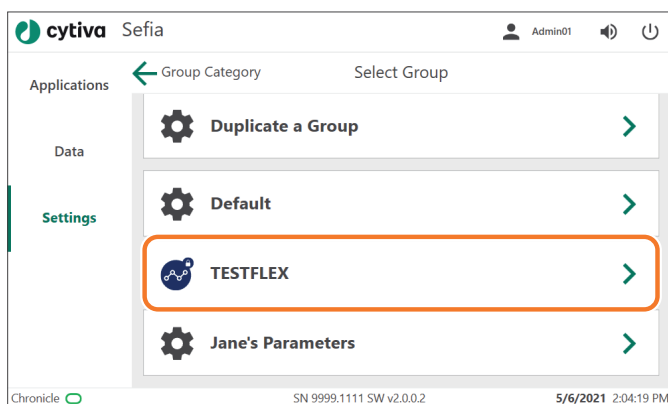 cytiva Sefia Admin01
Applications
Group Category Select Group
Duplicate a Group
Data
Default
Settings
TESTFLEX
Jane's Parameters
Chronicle SN 9999.1111 SW v2.0.0.2 5/6/2021 2:04:19 PM